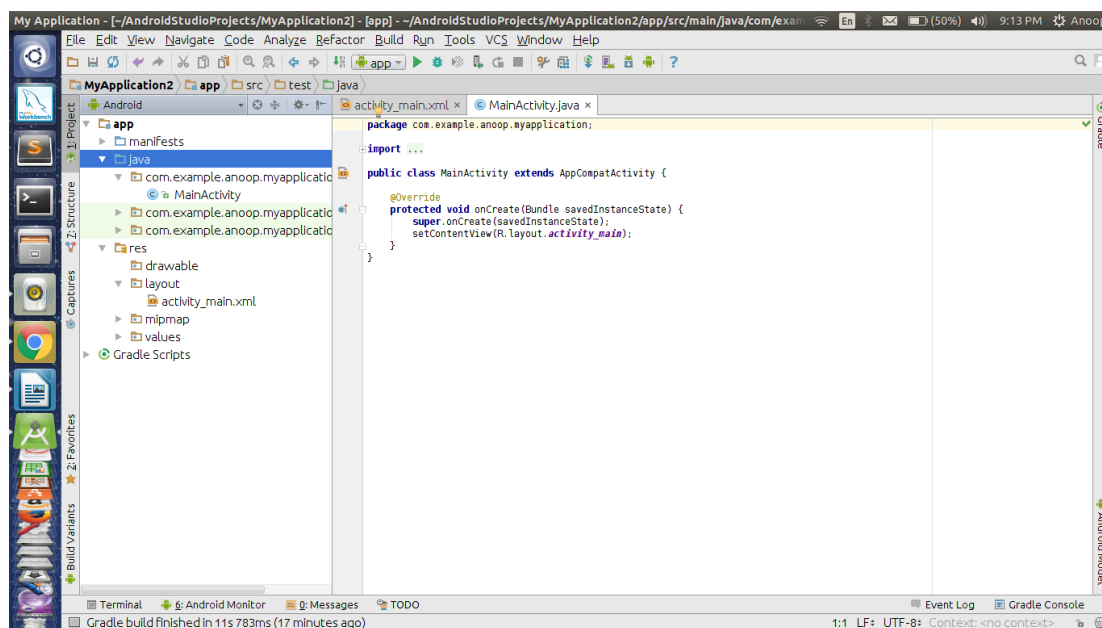 My Application - [~/AndroidStudioProjects/MyApplication2] - [app] - ~/AndroidStudioProjects/MyApplication2/app/src/main/java/com/exam En (50%) 9:13 PM Anoo
File Edit View Navigate Code Analyze Refactor Build Run Tools VCS Window Help
app
MyApplication2 app src test java
Android
activity_main.xml MainActivity.java
app
manifests
java
com.example.anoop.myapplicatio
MainActivity
com.example.anoop.myapplicatio
com.example.anoop.myapplicatio
res
drawable
layout
activity_main.xml
mipmap
values
Gradle Scripts
package com.example.anoop.myapplication;
import ...
public class MainActivity extends AppCompatActivity {
@Override
protected void onCreate(Bundle savedInstanceState) {
super.onCreate(savedInstanceState);
setContentView(R.layout.activity_main);
}
}
1: Project
7: Structure
Captures
2: Favorites
Build Variants
Gradle
Android Model
Workbench
Terminal 6: Android Monitor 0: Messages TODO Event Log Gradle Console
Gradle build finished in 11s 783ms (17 minutes ago) 1:1 LF÷ UTF-8÷ Context: <no context>